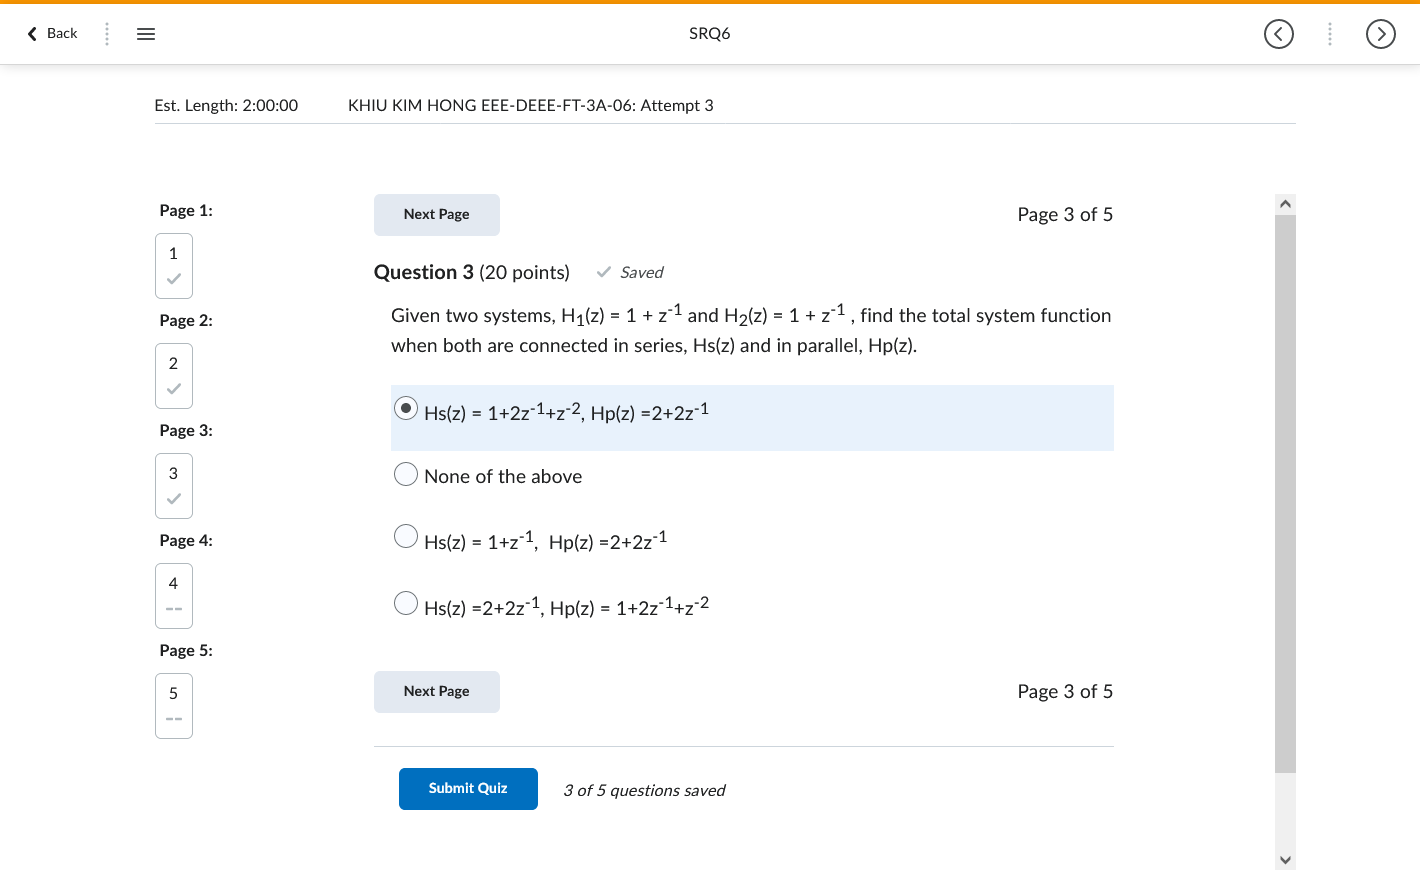 Back
SRQ6
Est. Length: 2:00:00 KHIU KIM HONG EEE-DEEE-FT-3A-06: Attempt 3
Page 1:
1
Page 2:
2
Page 3:
3
Page 4:
4
--
Page 5:
5
--
Next Page
Page 3 of 5
Question 3 (20 points) Saved
Given two systems, H1(z) = 1 + z-1 and H2(z) = 1 + z-1 , find the total system function
when both are connected in series, Hs(z) and in parallel, Hp(z).
Hs(z) = 1+2z-1+z-2, Hp(z) =2+2z-1
None of the above
Hs(z) = 1+z-1, Hp(z) =2+2z-1
Hs(z) =2+2z-1, Hp(z) = 1+2z-1+z-2
Next Page
Page 3 of 5
Submit Quiz
3 of 5 questions saved